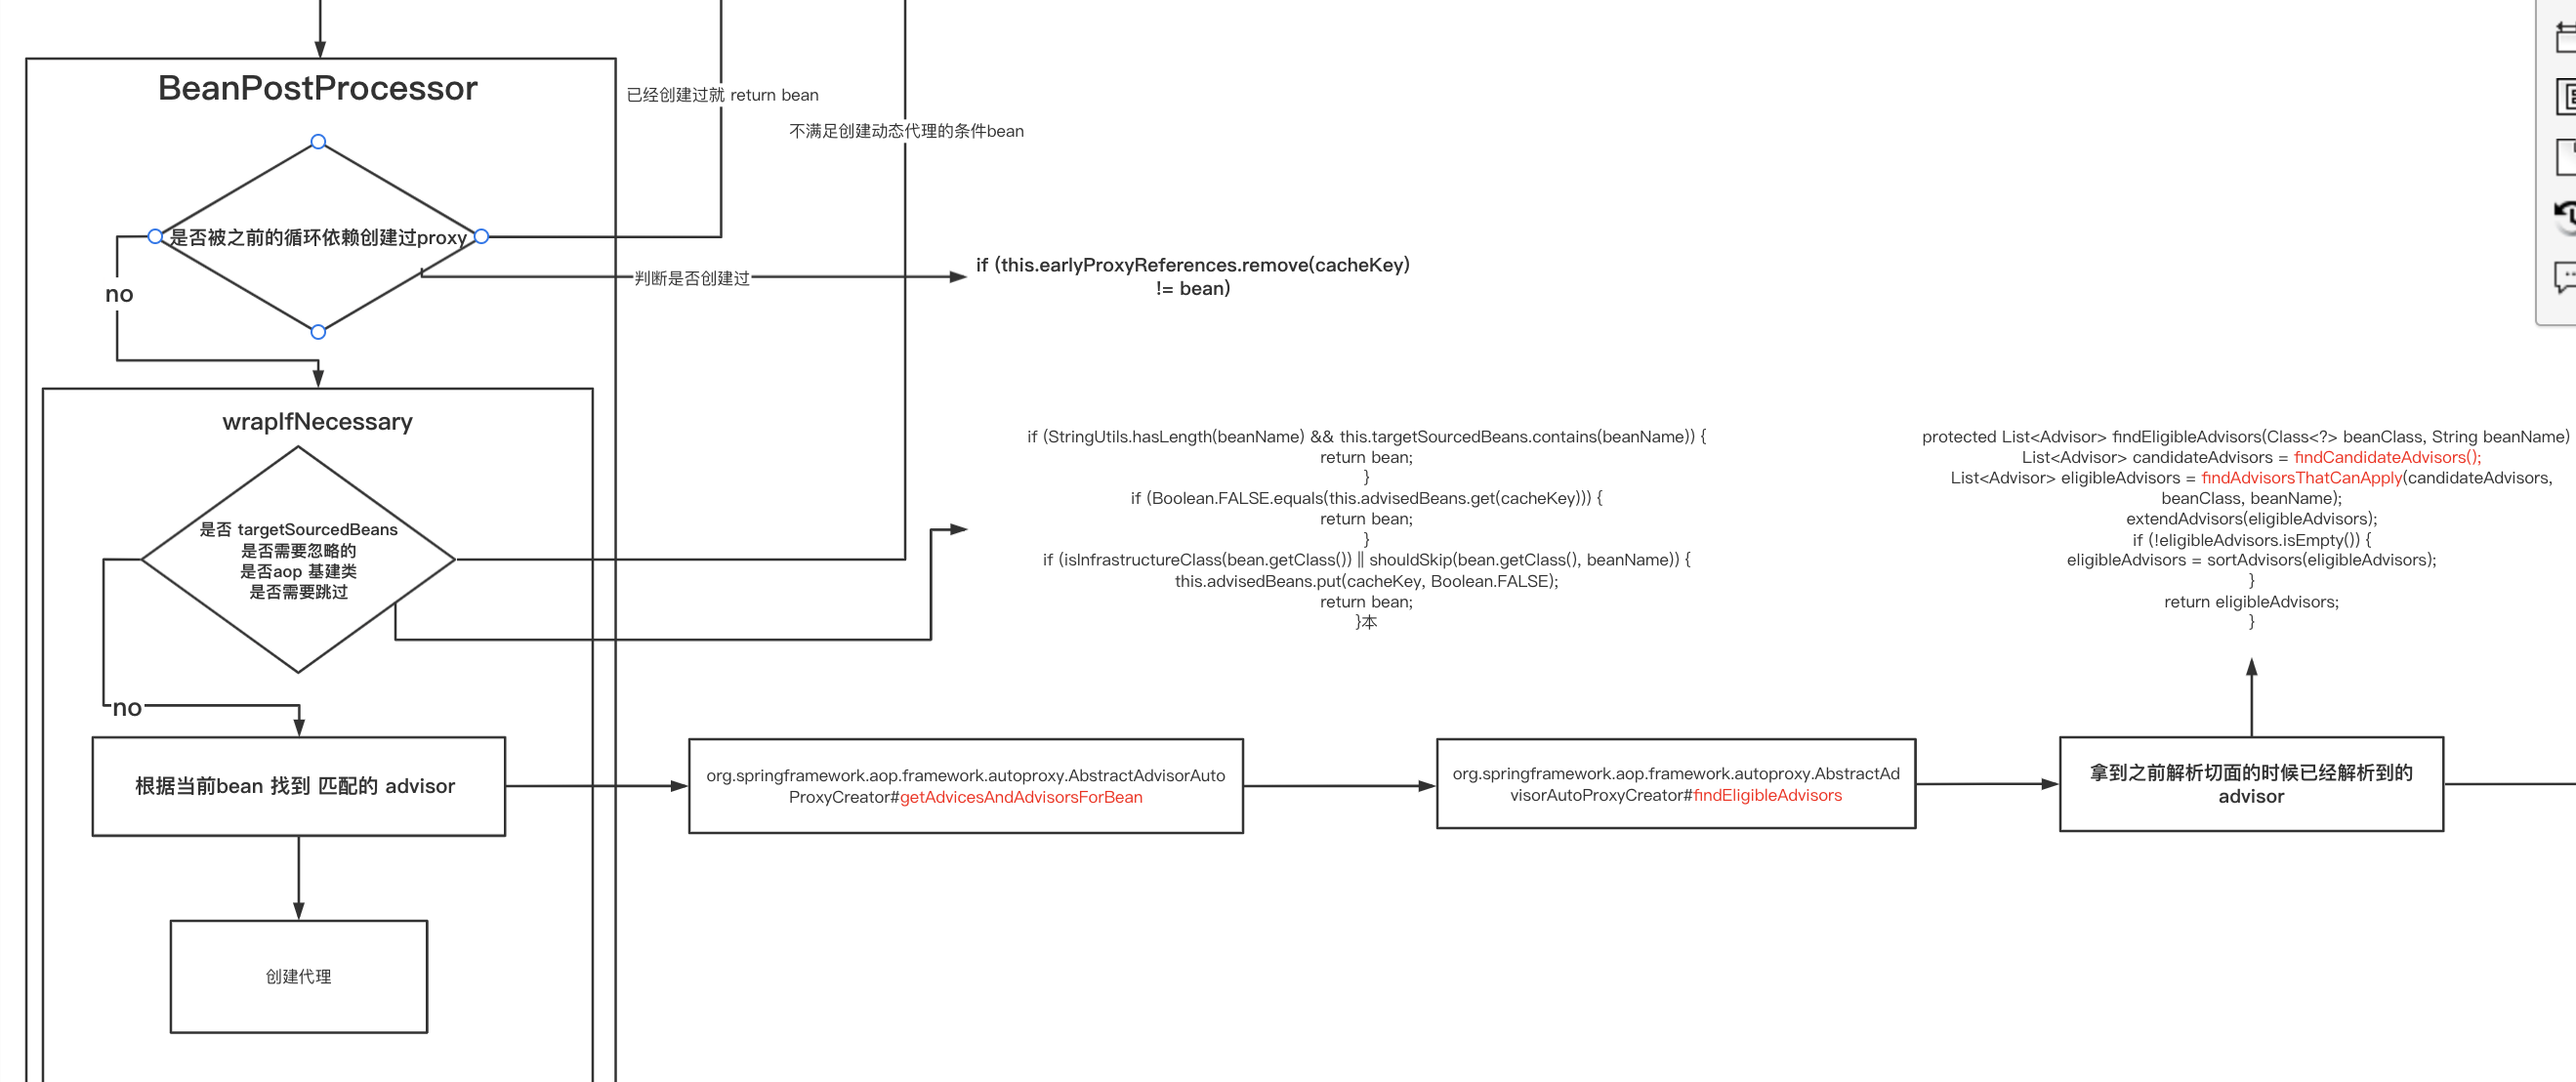 BeanPostProcessor
已经创建过就 return bean
不满足创建动态代理的条件bean
是否被之前的循环依赖创建过proxy
判断是否创建过
if (this.earlyProxyReferences.remove(cacheKey)
!= bean)
no
wrapIfNecessary
是否 targetSourcedBeans
是否需要忽略的
是否aop 基建类
是否需要跳过
if (StringUtils.hasLength(beanName) && this.targetSourcedBeans.contains(beanName)) {
return bean;
}
if (Boolean.FALSE.equals(this.advisedBeans.get(cacheKey))) {
return bean;
}
if (isInfrastructureClass(bean.getClass()) || shouldSkip(bean.getClass(), beanName)) {
this.advisedBeans.put(cacheKey, Boolean.FALSE);
return bean;
}本
protected List<Advisor> findEligibleAdvisors(Class<?> beanClass, String beanName)
List<Advisor> candidateAdvisors = findCandidateAdvisors();
List<Advisor> eligibleAdvisors = findAdvisorsThatCanApply(candidateAdvisors,
beanClass, beanName);
extendAdvisors(eligibleAdvisors);
if (!eligibleAdvisors.isEmpty()) {
eligibleAdvisors = sortAdvisors(eligibleAdvisors);
}
return eligibleAdvisors;
}
no
根据当前bean 找到 匹配的 advisor
org.springframework.aop.framework.autoproxy.AbstractAdvisorAuto
ProxyCreator#getAdvicesAndAdvisorsForBean
org.springframework.aop.framework.autoproxy.AbstractAd
visorAutoProxyCreator#findEligibleAdvisors
拿到之前解析切面的时候已经解析到的
advisor
创建代理